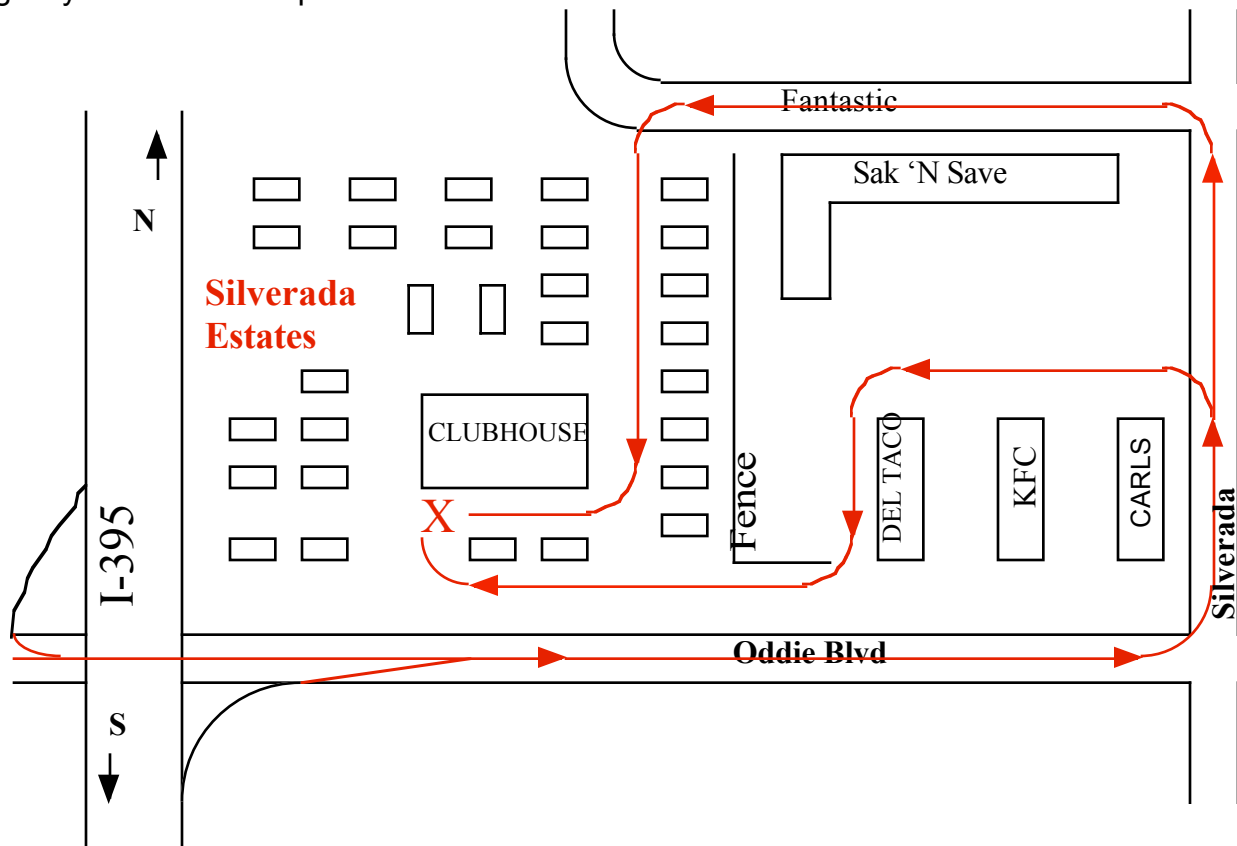 Fantastic
Sak ‘N Save
N
Silverada
Estates
CLUBHOUSE
DEL TACO
KFC
CARLS
X
Fence
I-395
Silverada
Oddie Blvd
S